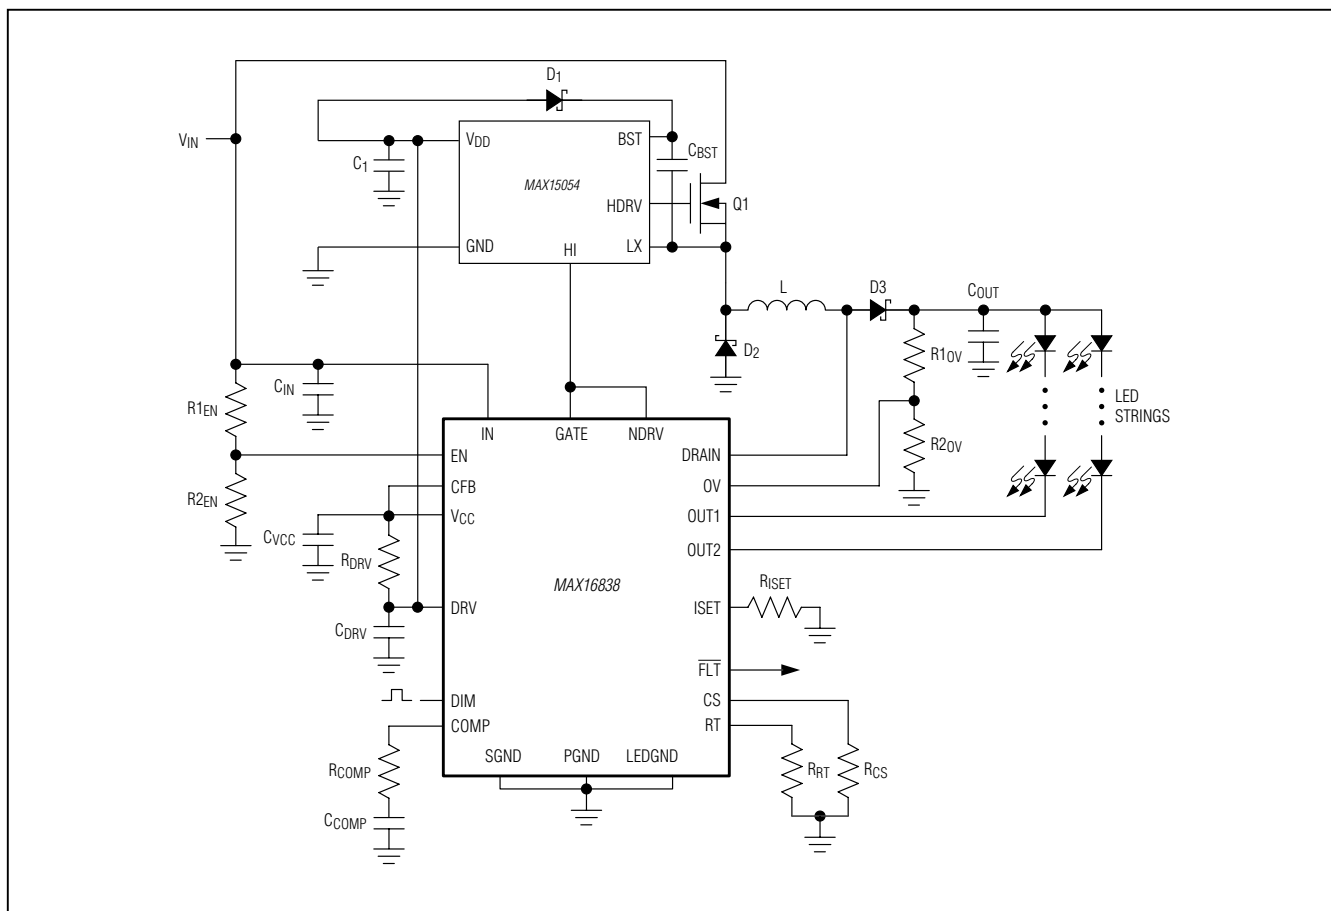 D1
VIN
VDD
BST
CBST
C1
MAX15054
HDRV
Q1
GND
HI
LX
L
D3
COUT
D2
R1OV
CIN
R1EN
LED
STRINGS
IN
GATE
NDRV
R2OV
EN
DRAIN
CFB
OV
R2EN
VCC
OUT1
CVCC
OUT2
RDRV
MAX16838
RISET
DRV
ISET
CDRV
FLT
DIM
CS
COMP
RT
SGND
PGND
LEDGND
RCOMP
RRT
RCS
CCOMP